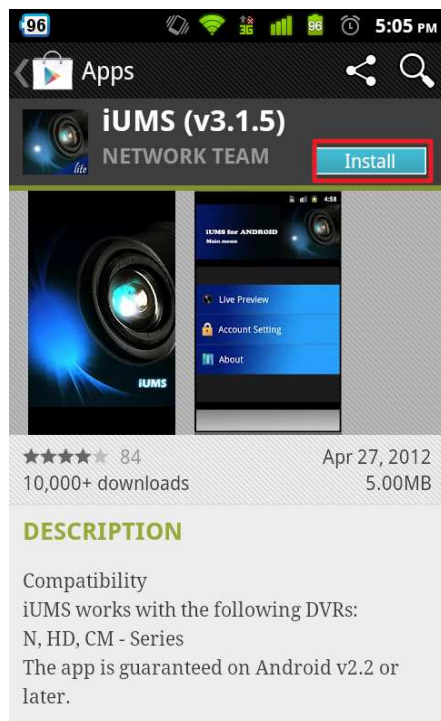 96
3G
96
5:05 PM
Apps
iUMS (v3.1.5)
lite
NETWORK TEAM
Install
4:58
iUMS for ANDROID
Main menu
Live Preview
Account Setting
About
iUMS
84
Apr 27, 2012
10,000+ downloads
5.00MB
DESCRIPTION
Compatibility
iUMS works with the following DVRs:
N, HD, CM - Series
The app is guaranteed on Android v2.2 or
later.